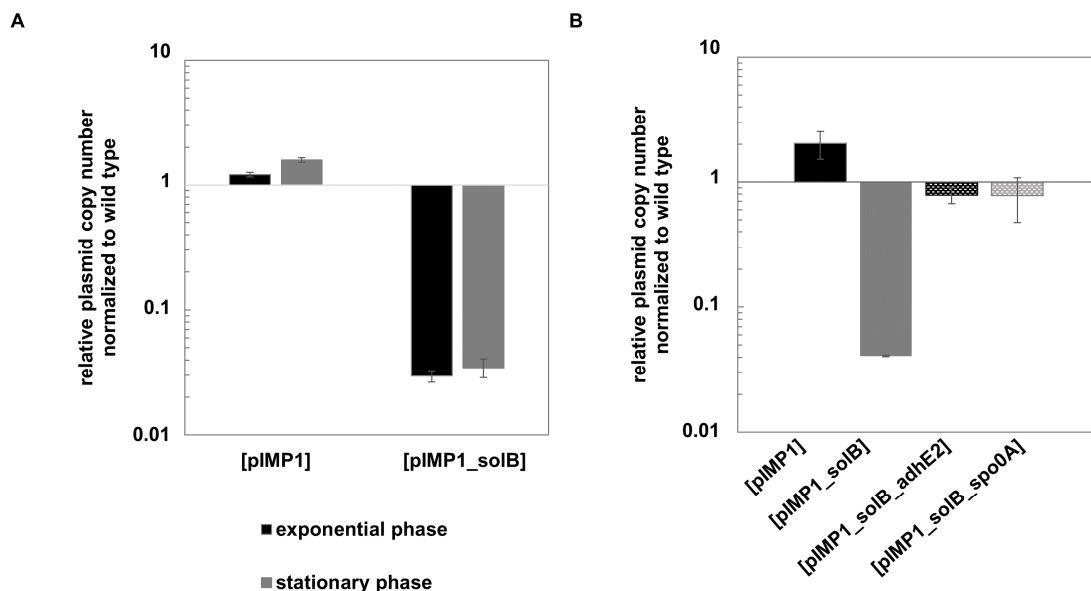 A
relative plasmid copy number
normalized to wild type
10
1
0.1
0.01
[pIMP1]
[pIMP1_solB]
exponential phase
stationary phase
B
relative plasmid copy number
normalized to wild type
10
1
0.1
0.01
[pIMP1]
[pIMP1_solB]
[pIMP1_solB_adhE2]
[pIMP1_solB_spo0A]